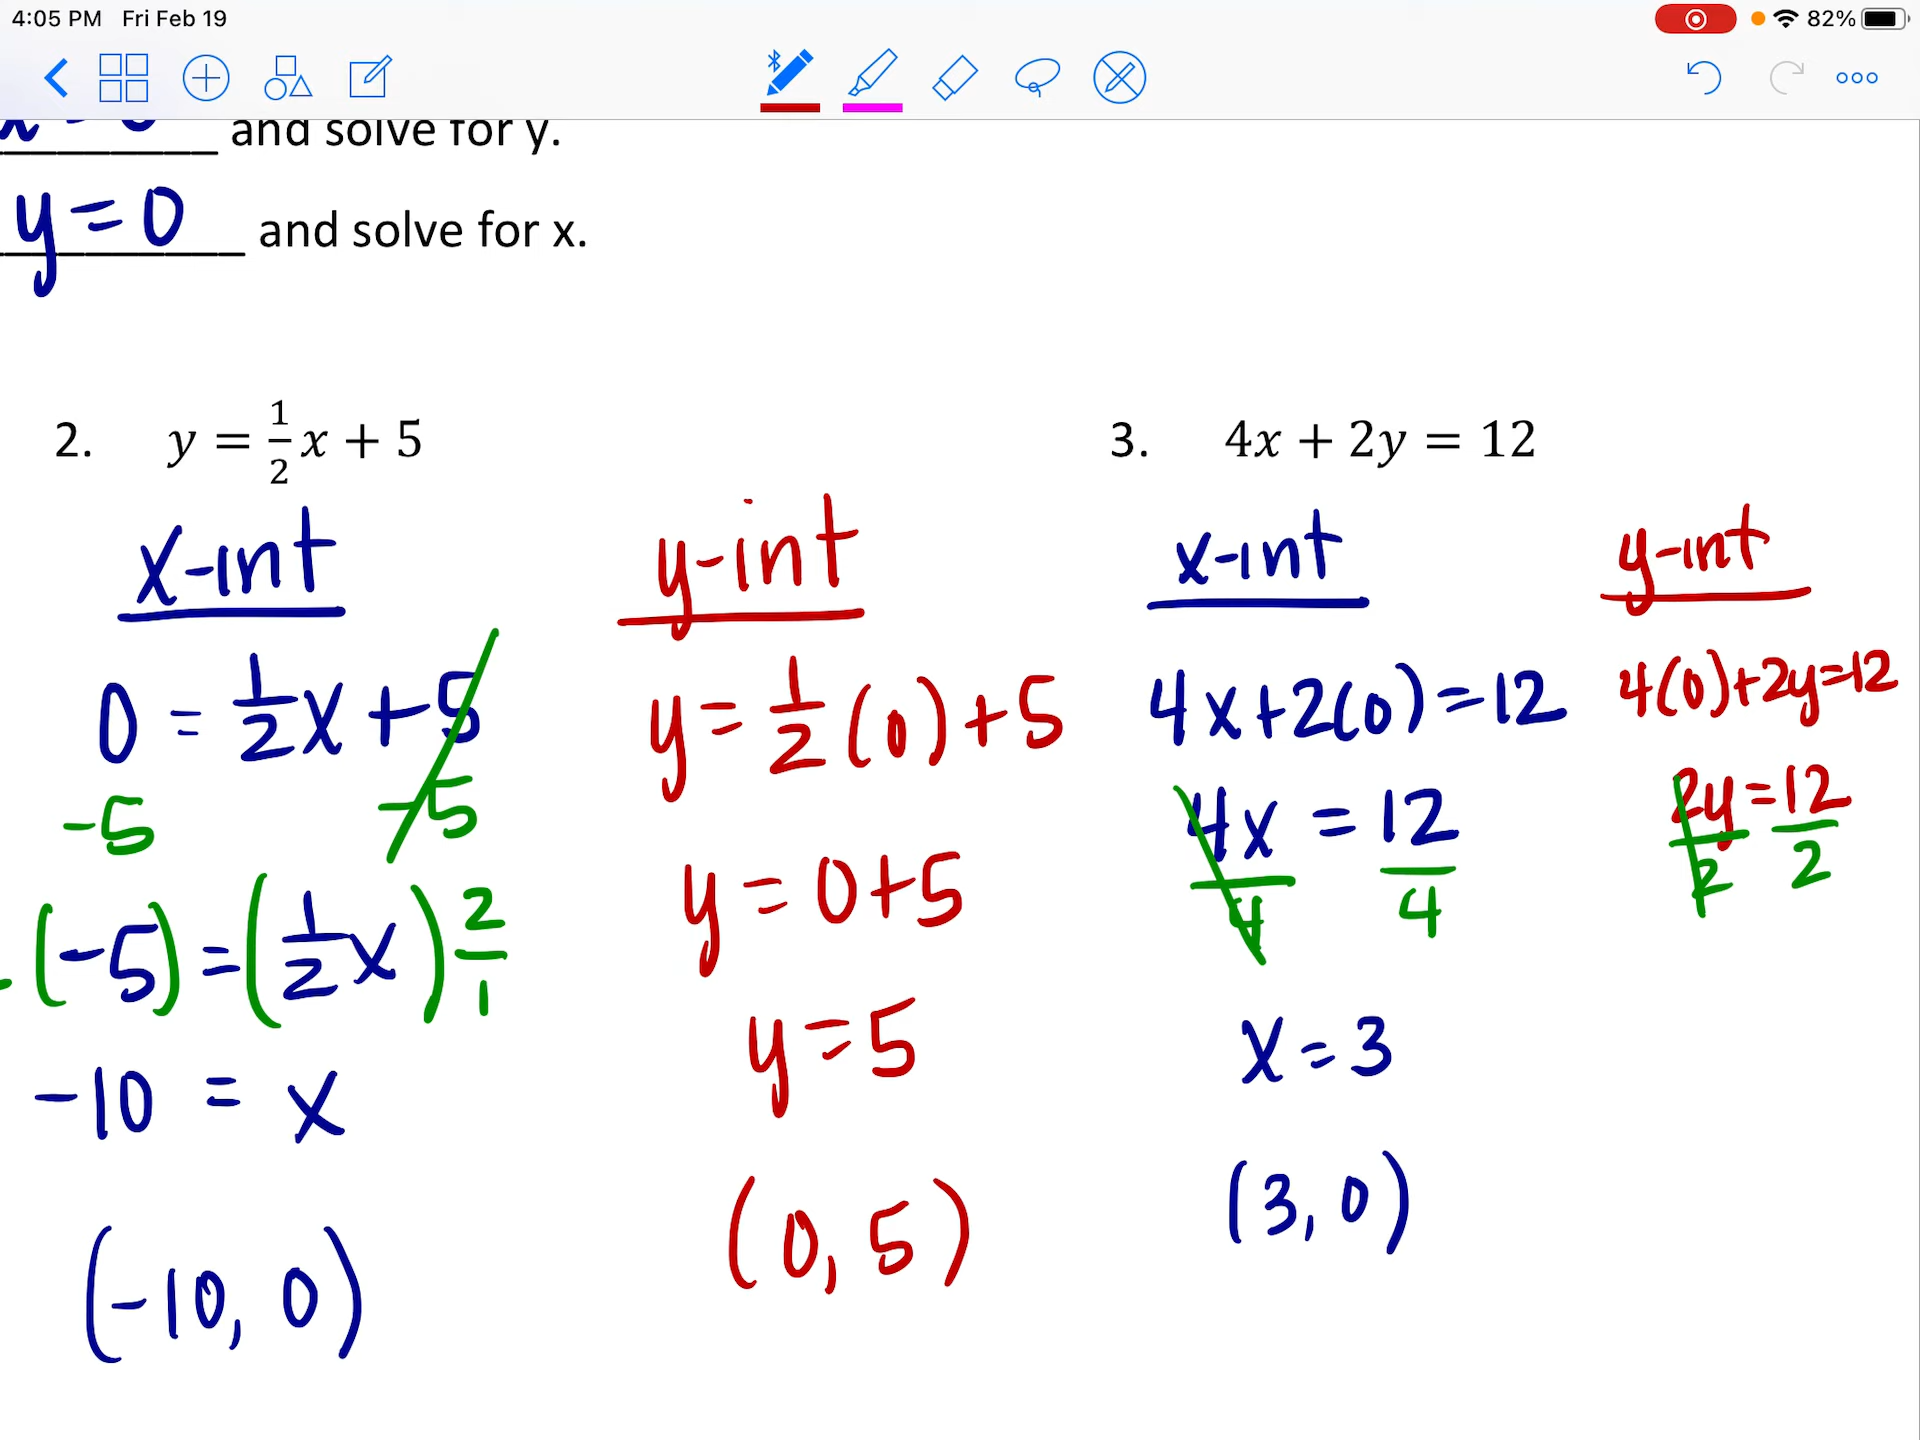 4:05 PM Fri Feb 19 82%
x = 0 and solve for y.
y = 0 and solve for x.
2. y = 1/2 x + 5
x-int
0 = 1/2 x + 5
-5 -5
(-5) = (1/2 x) 2/1
-10 = x
(-10, 0)
y-int
y = 1/2 (0) + 5
y = 0 + 5
y = 5
(0, 5)
3. 4x + 2y = 12
x-int
4x + 2(0) = 12
4x = 12
4 4
x = 3
(3, 0)
y-int
4(0) + 2y = 12
2y = 12
2 2